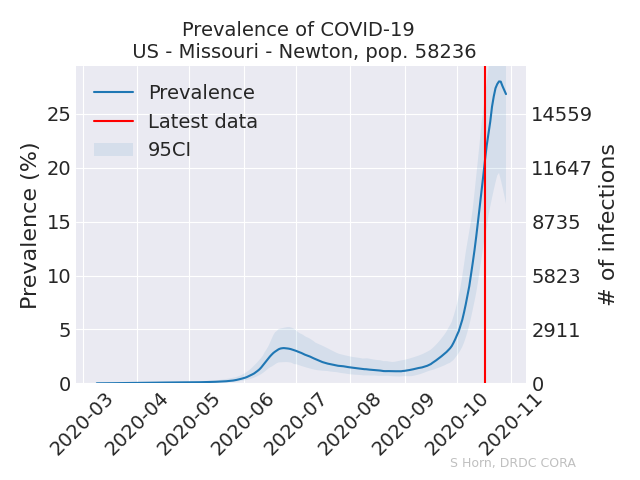 Prevalence of COVID-19
US - Missouri - Newton, pop. 58236
Prevalence
Latest data
95CI
Prevalence (%)
25
20
15
10
5
0
14559
11647
8735
5823
2911
0
# of infections
2020-03
2020-04
2020-05
2020-06
2020-07
2020-08
2020-09
2020-10
2020-11
S Horn, DRDC CORA